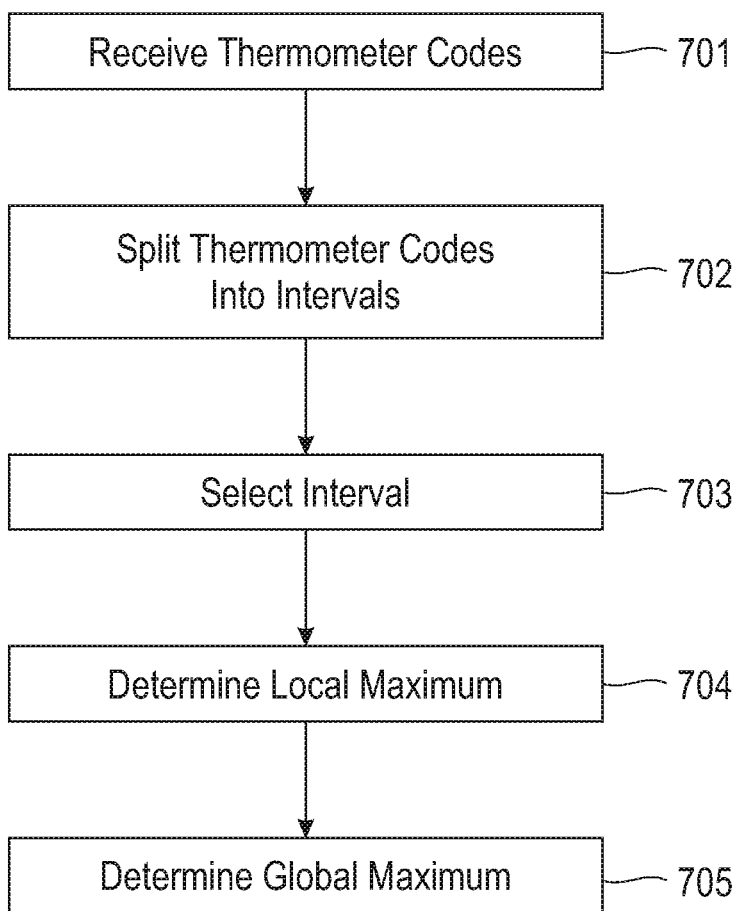 Receive Thermometer Codes
701
Split Thermometer Codes
Into Intervals
702
Select Interval
703
Determine Local Maximum
704
Determine Global Maximum
705